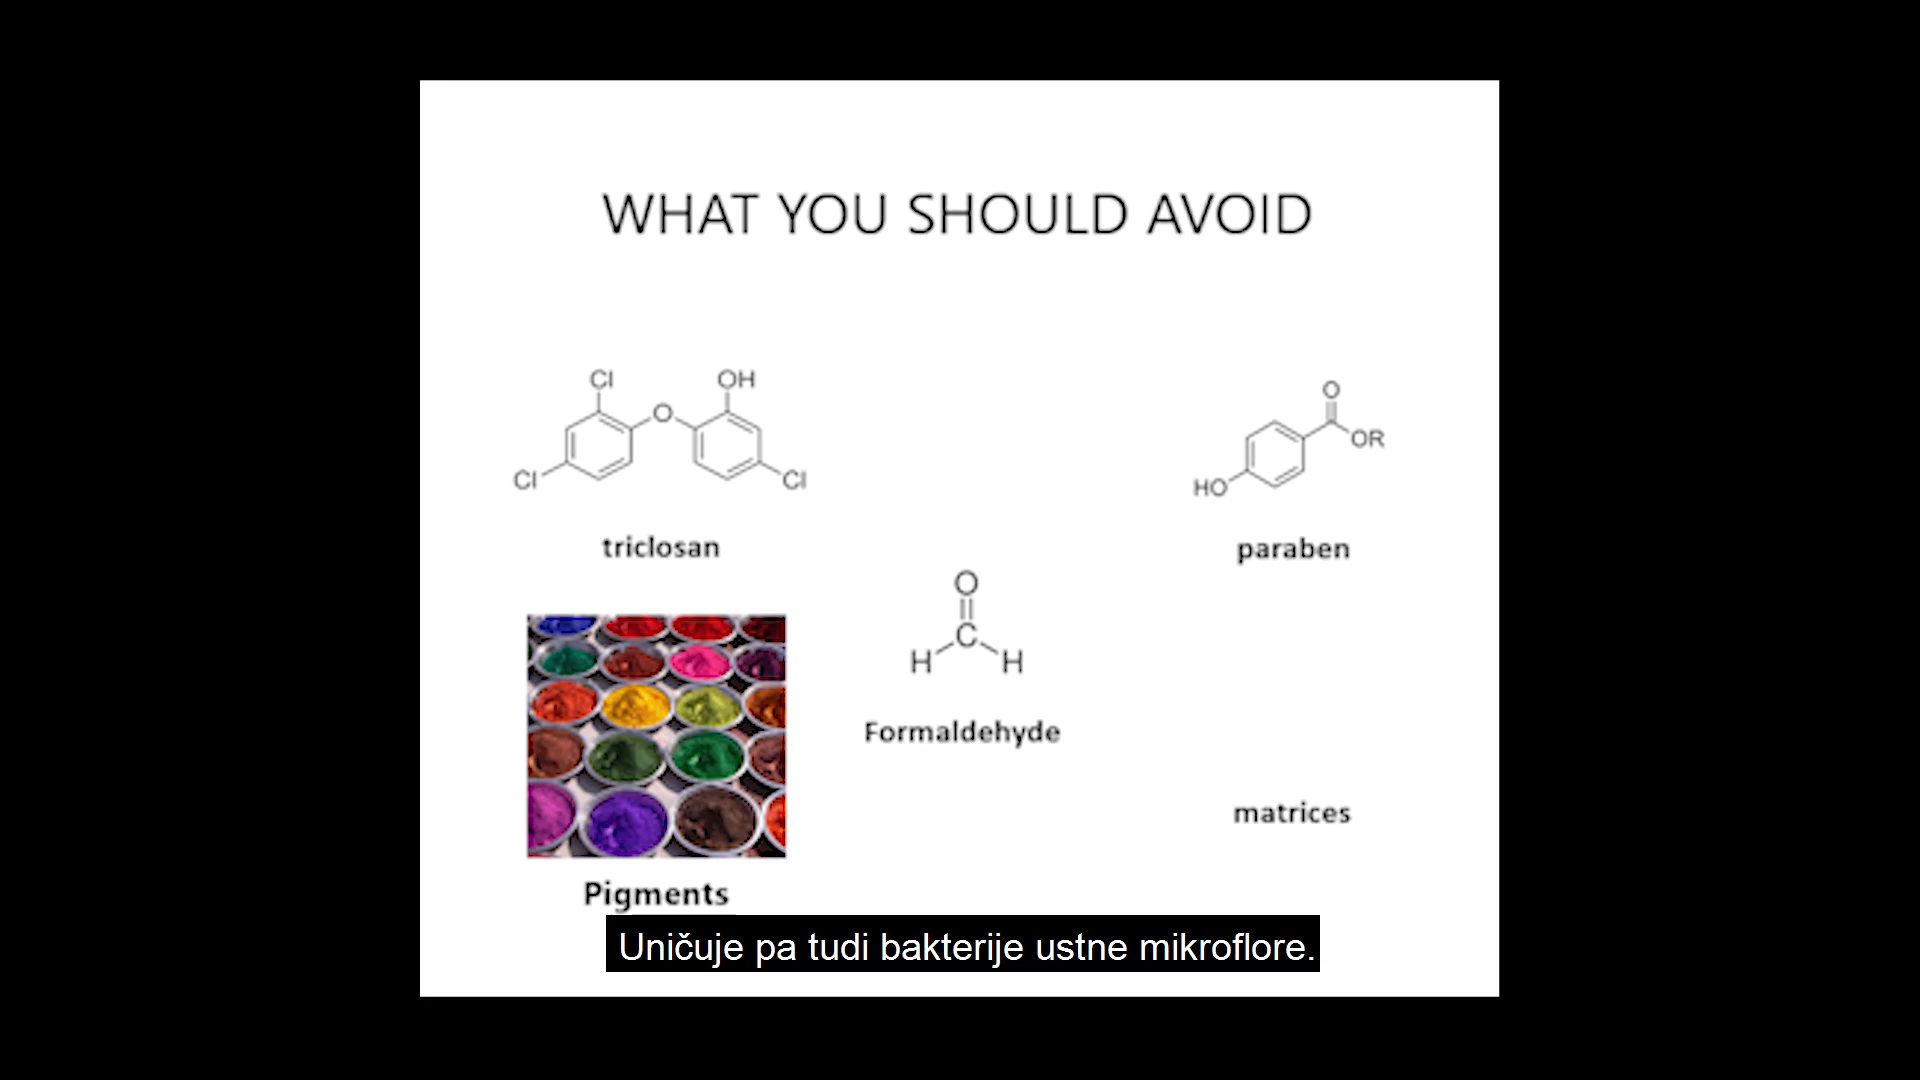 WHAT YOU SHOULD AVOID
Cl
OH
O
Cl
Cl
triclosan
O
OR
HO
paraben
O
C
H
H
Formaldehyde
matrices
Pigments
Uničuje pa tudi bakterije ustne mikroflore.